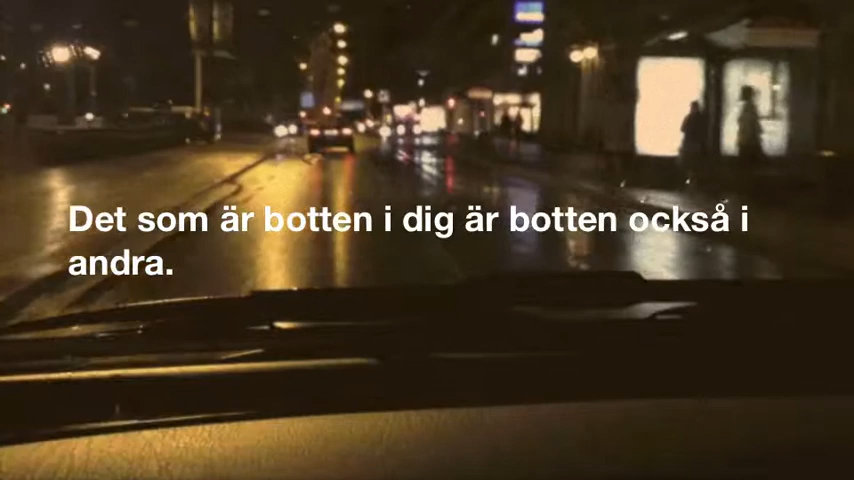 Det som är botten i dig är botten också i
andra.